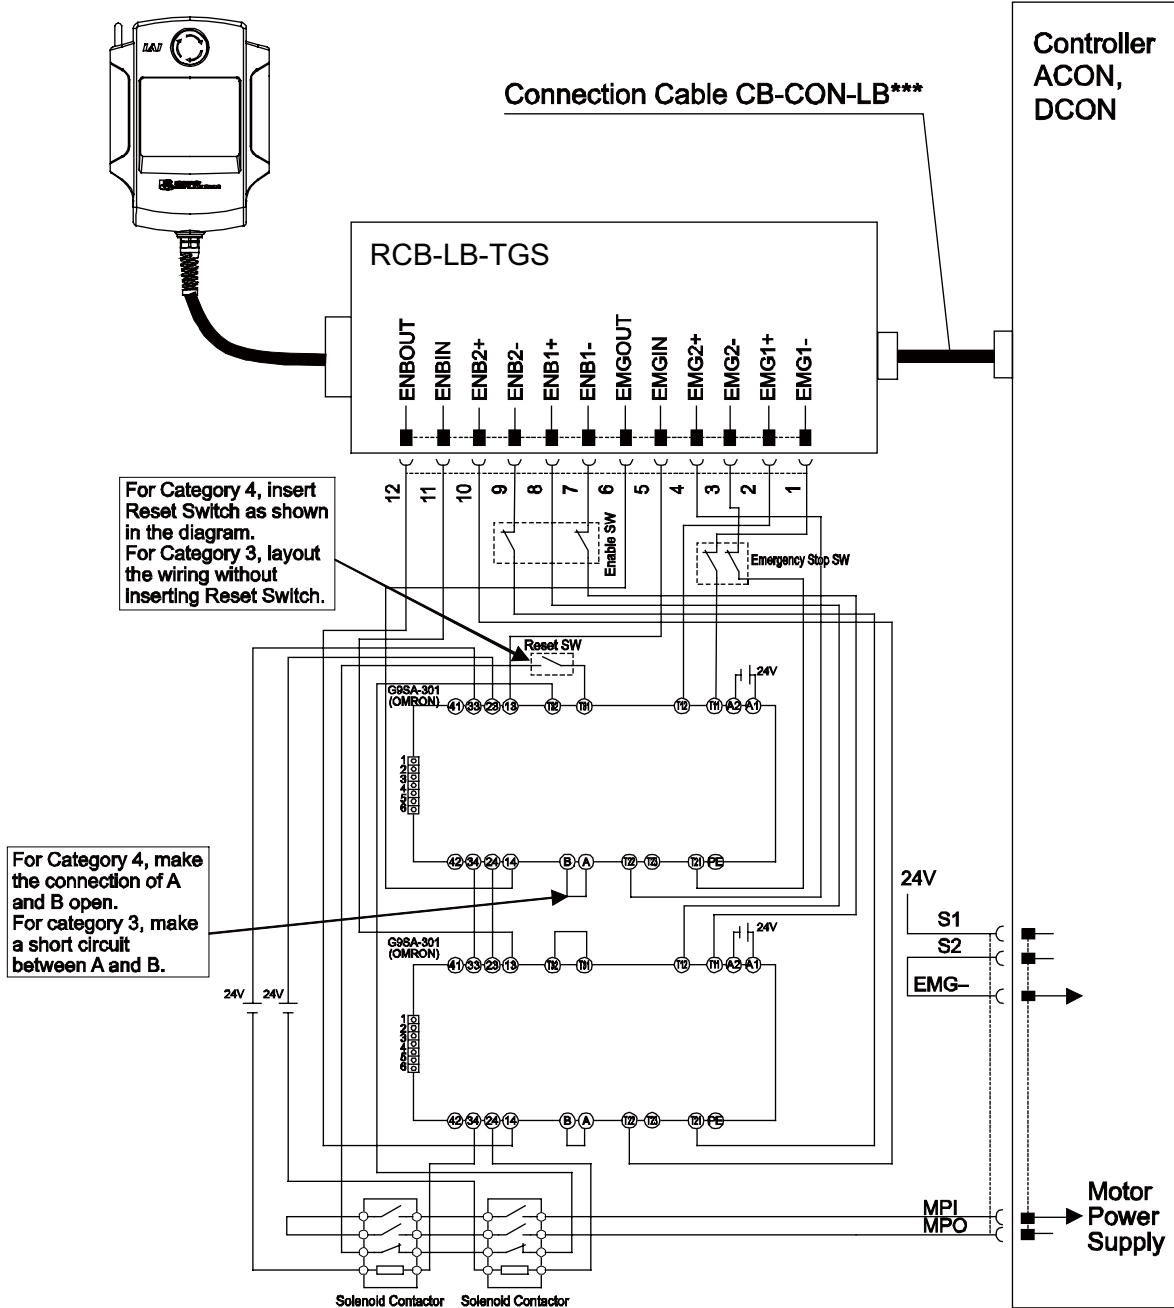 Controller
ACON,
DCON
IAI
Connection Cable CB-CON-LB***
RCB-LB-TGS
ENBOUT
ENBIN
ENB2+
ENB2-
ENB1+
ENB1-
EMGOUT
EMGIN
EMG2+
EMG2-
EMG1+
EMG1-
12
11
10
9
8
7
6
5
4
3
2
1
For Category 4, insert
Reset Switch as shown
in the diagram.
For Category 3, layout
the wiring without
inserting Reset Switch.
Enable SW
Emergency Stop SW
Reset SW
24V
G9SA-301
(OMRON)
41 33 23 13 T32 T31 T12 T11 A2 A1
1
2
3
4
5
6
42 34 24 14 B A T22 T23 T21 PE
For Category 4, make
the connection of A
and B open.
For category 3, make
a short circuit
between A and B.
24V
G9SA-301
(OMRON)
41 33 23 13 T32 T31 T12 T11 A2 A1
24V 24V
1
2
3
4
5
6
42 34 24 14 B A T22 T23 T21 PE
24V
S1
S2
EMG–
MPI
MPO
Motor
Power
Supply
Solenoid Contactor
Solenoid Contactor